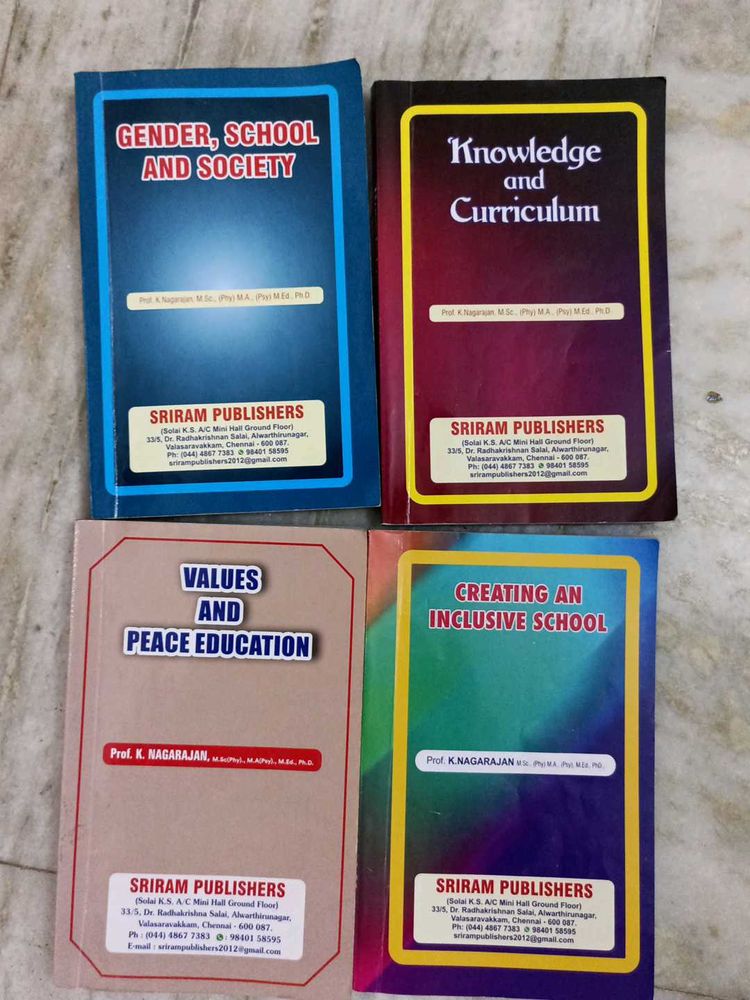 GENDER, SCHOOL
AND SOCIETY
Prof. K.Nagarajan, M.Sc., (Phy) M.A., (Psy) M.Ed., Ph.D.
SRIRAM PUBLISHERS
(Solai K.S. A/C Mini Hall Ground Floor)
33/5, Dr. Radhakrishnan Salai, Alwarthirunagar,
Valasaravakkam, Chennai - 600 087.
Ph: (044) 4867 7383 98401 58595
srirampublishers2012@gmail.com
Knowledge
and
Curriculum
Prof. K.Nagarajan, M.Sc., (Phy) M.A., (Psy) M.Ed., Ph.D.
SRIRAM PUBLISHERS
(Solai K.S. A/C Mini Hall Ground Floor)
33/5, Dr. Radhakrishnan Salai, Alwarthirunagar,
Valasaravakkam, Chennai - 600 087.
Ph: (044) 4867 7383 98401 58595
srirampublishers2012@gmail.com
VALUES
AND
PEACE EDUCATION
Prof. K. NAGARAJAN, M.Sc(Phy)., M.A(Psy)., M.Ed., Ph.D.
SRIRAM PUBLISHERS
(Solai K.S. A/C Mini Hall Ground Floor)
33/5, Dr. Radhakrishna Salai, Alwarthirunagar,
Valasaravakkam, Chennai - 600 087.
Ph : (044) 4867 7383 : 98401 58595
E-mail : srirampublishers2012@gmail.com
CREATING AN
INCLUSIVE SCHOOL
Prof. K.NAGARAJAN M.Sc., (Phy) M.A., (Psy), M.Ed., PhD.,
SRIRAM PUBLISHERS
(Solai K.S. A/C Mini Hall Ground Floor)
33/5, Dr. Radhakrishnan Salai, Alwarthirunagar,
Valasaravakkam, Chennai - 600 087.
Ph: (044) 4867 7383 98401 58595
srirampublishers2012@gmail.com